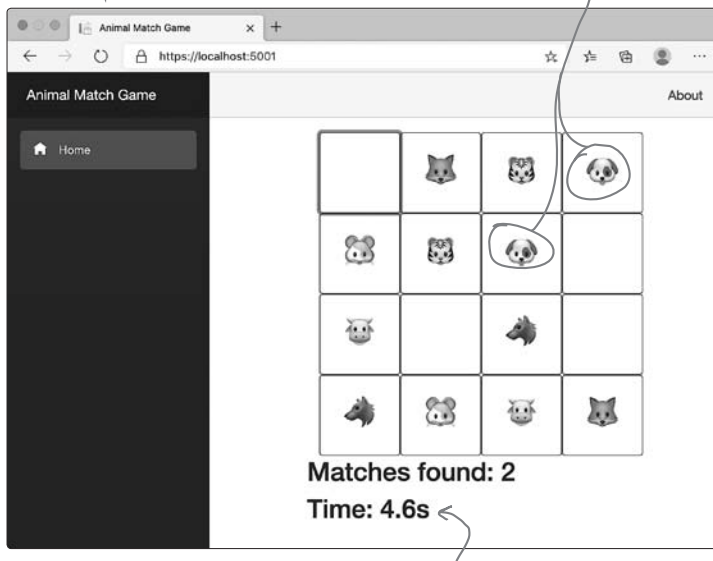 Animal Match Game
https://localhost:5001
Animal Match Game
About
Home
Matches found: 2
Time: 4.6s